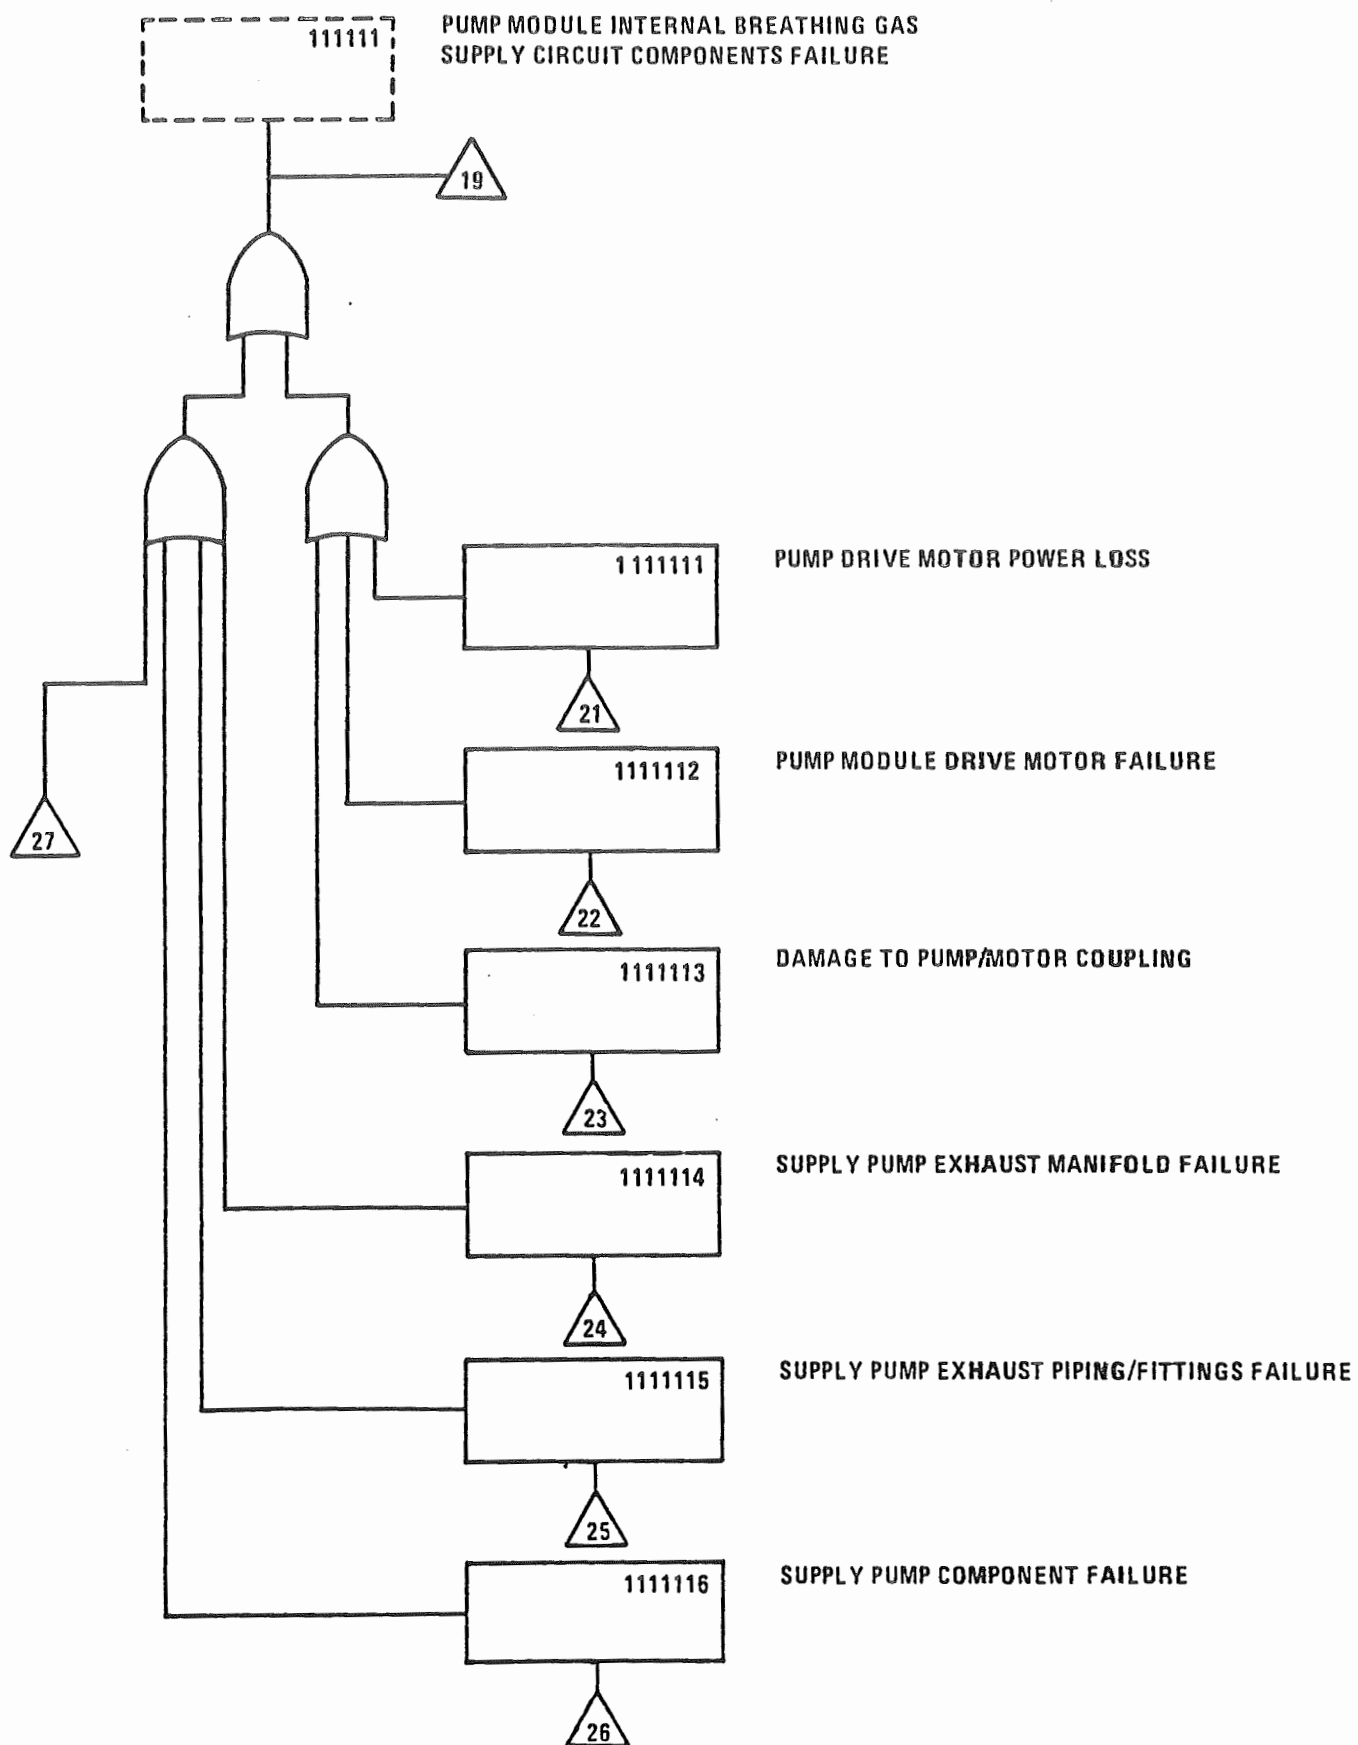 111111
PUMP MODULE INTERNAL BREATHING GAS
SUPPLY CIRCUIT COMPONENTS FAILURE
19
1111111
PUMP DRIVE MOTOR POWER LOSS
21
1111112
PUMP MODULE DRIVE MOTOR FAILURE
27
22
1111113
DAMAGE TO PUMP/MOTOR COUPLING
23
1111114
SUPPLY PUMP EXHAUST MANIFOLD FAILURE
24
1111115
SUPPLY PUMP EXHAUST PIPING/FITTINGS FAILURE
25
1111116
SUPPLY PUMP COMPONENT FAILURE
26